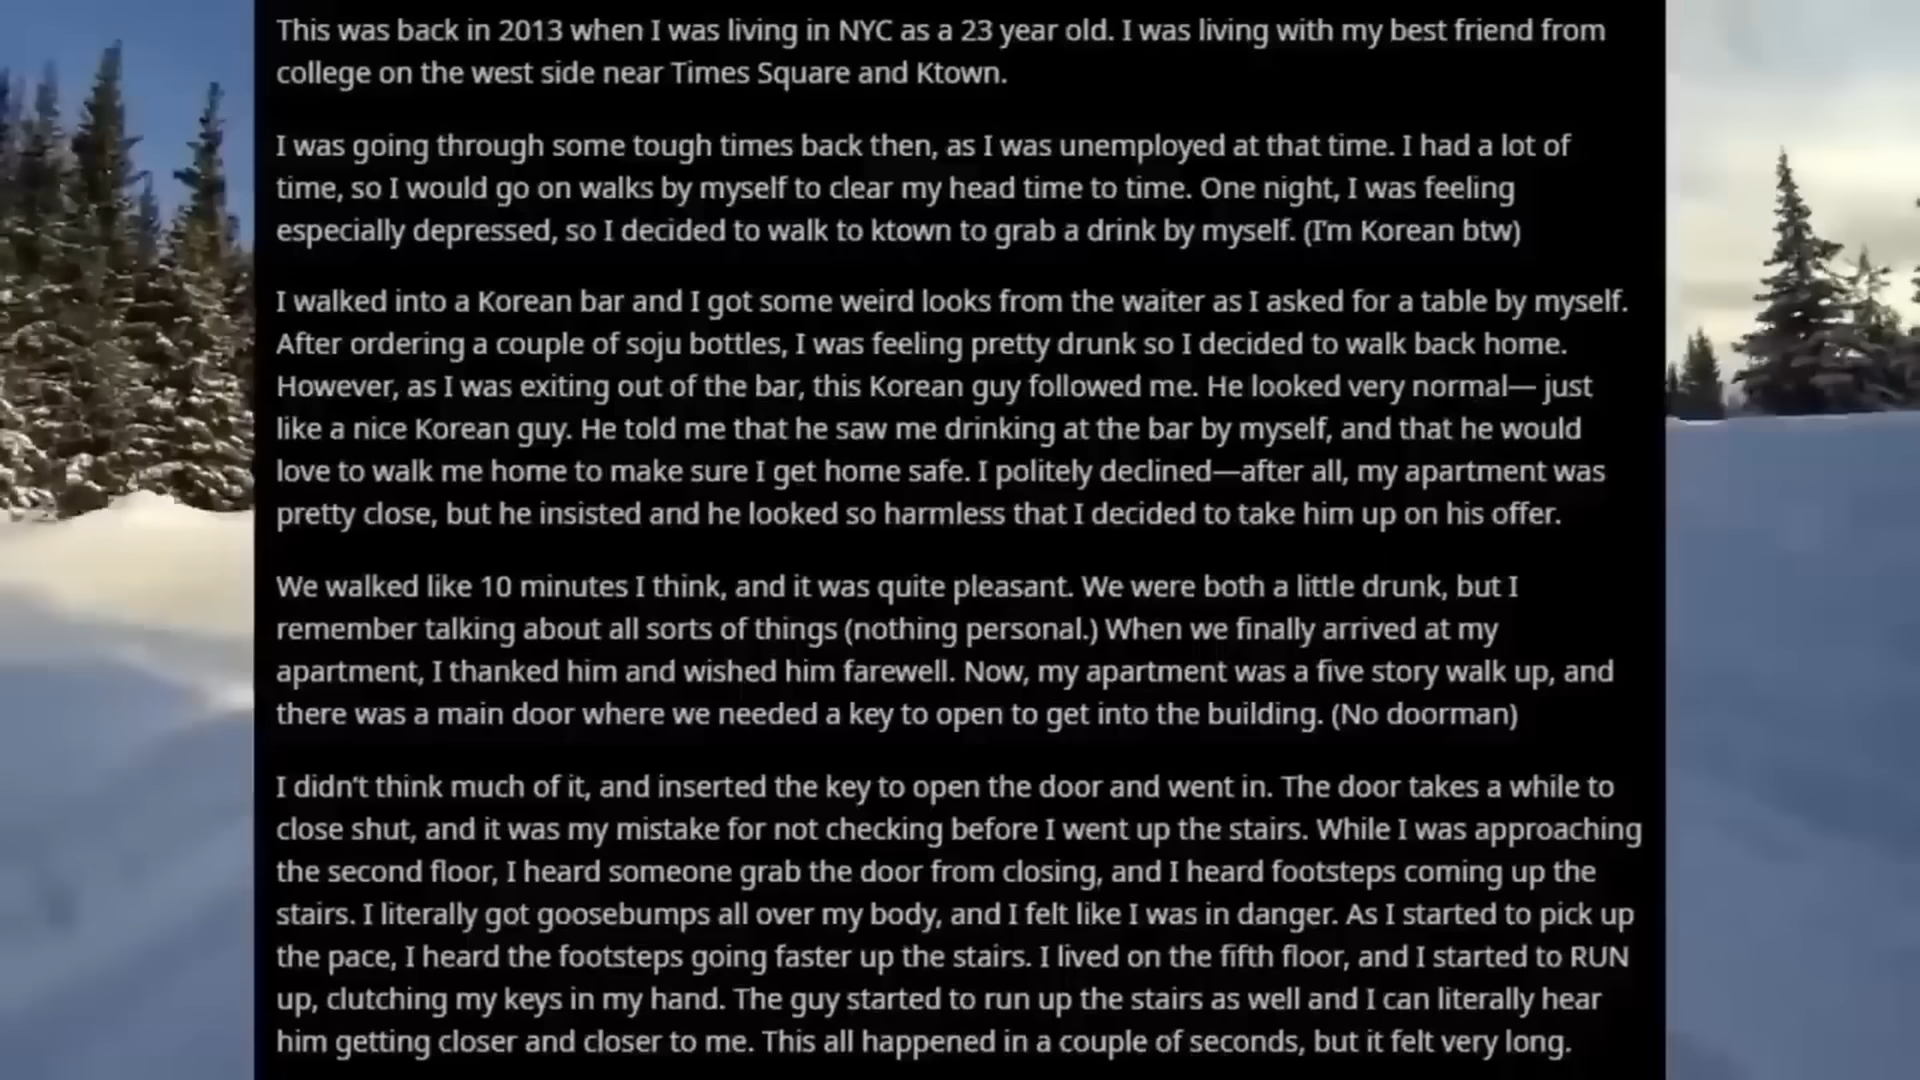 This was back in 2013 when I was living in NYC as a 23 year old. I was living with my best friend from
college on the west side near Times Square and Ktown.
I was going through some tough times back then, as I was unemployed at that time. I had a lot of
time, so I would go on walks by myself to clear my head time to time. One night, I was feeling
especially depressed, so I decided to walk to ktown to grab a drink by myself. (I'm Korean btw)
I walked into a Korean bar and I got some weird looks from the waiter as I asked for a table by myself.
After ordering a couple of soju bottles, I was feeling pretty drunk so I decided to walk back home.
However, as I was exiting out of the bar, this Korean guy followed me. He looked very normal— just
like a nice Korean guy. He told me that he saw me drinking at the bar by myself, and that he would
love to walk me home to make sure I get home safe. I politely declined—after all, my apartment was
pretty close, but he insisted and he looked so harmless that I decided to take him up on his offer.
We walked like 10 minutes I think, and it was quite pleasant. We were both a little drunk, but I
remember talking about all sorts of things (nothing personal.) When we finally arrived at my
apartment, I thanked him and wished him farewell. Now, my apartment was a five story walk up, and
there was a main door where we needed a key to open to get into the building. (No doorman)
I didn't think much of it, and inserted the key to open the door and went in. The door takes a while to
close shut, and it was my mistake for not checking before I went up the stairs. While I was approaching
the second floor, I heard someone grab the door from closing, and I heard footsteps coming up the
stairs. I literally got goosebumps all over my body, and I felt like I was in danger. As I started to pick up
the pace, I heard the footsteps going faster up the stairs. I lived on the fifth floor, and I started to RUN
up, clutching my keys in my hand. The guy started to run up the stairs as well and I can literally hear
him getting closer and closer to me. This all happened in a couple of seconds, but it felt very long.